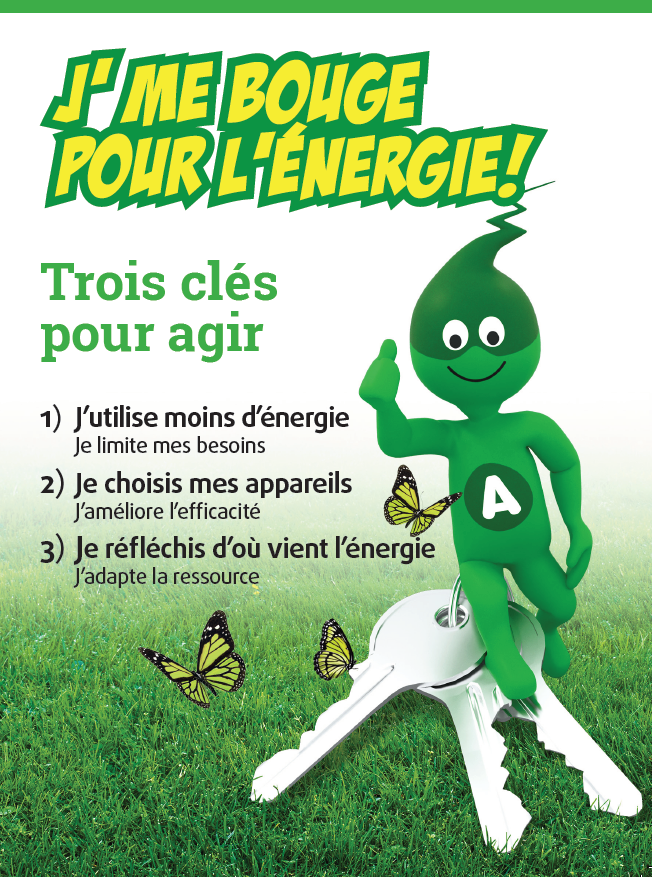 J' ME BOUGE
POUR L'ÉNERGIE!
Trois clés
pour agir
1) J'utilise moins d'énergie
Je limite mes besoins
2) Je choisis mes appareils
J'améliore l'efficacité
3) Je réfléchis d'où vient l'énergie
J'adapte la ressource
A